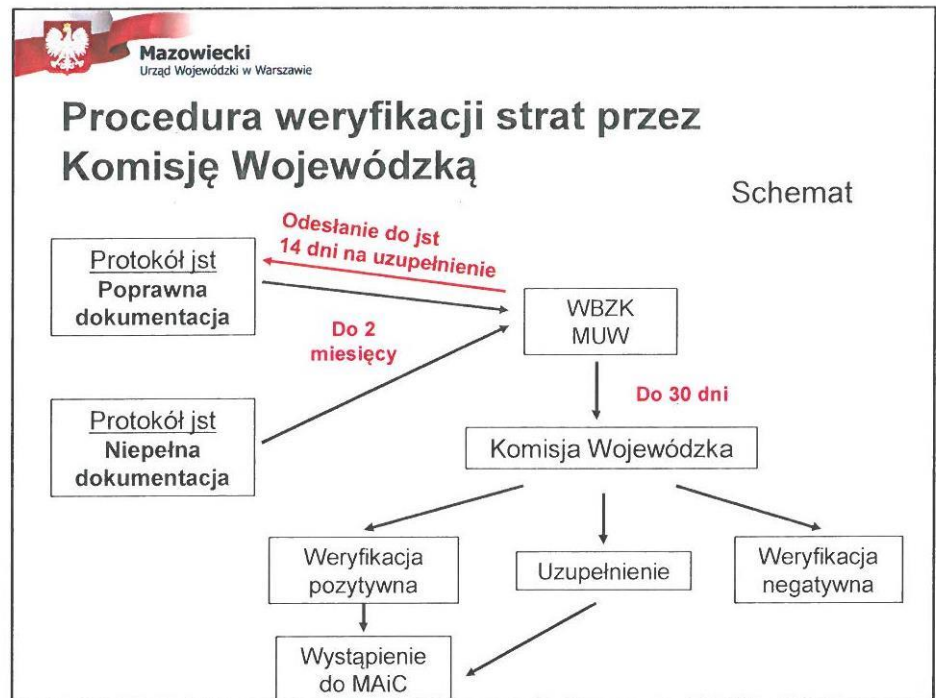 Mazowiecki
Urząd Wojewódzki w Warszawie
Procedura weryfikacji strat przez
Komisję Wojewódzką
Schemat
Odesłanie do jst
14 dni na uzupełnienie
Protokół jst
Poprawna
dokumentacja
WBZK
MUW
Do 2
miesięcy
Do 30 dni
Protokół jst
Niepełna
dokumentacja
Komisja Wojewódzka
Weryfikacja
pozytywna
Uzupełnienie
Weryfikacja
negatywna
Wystąpienie
do MAiC